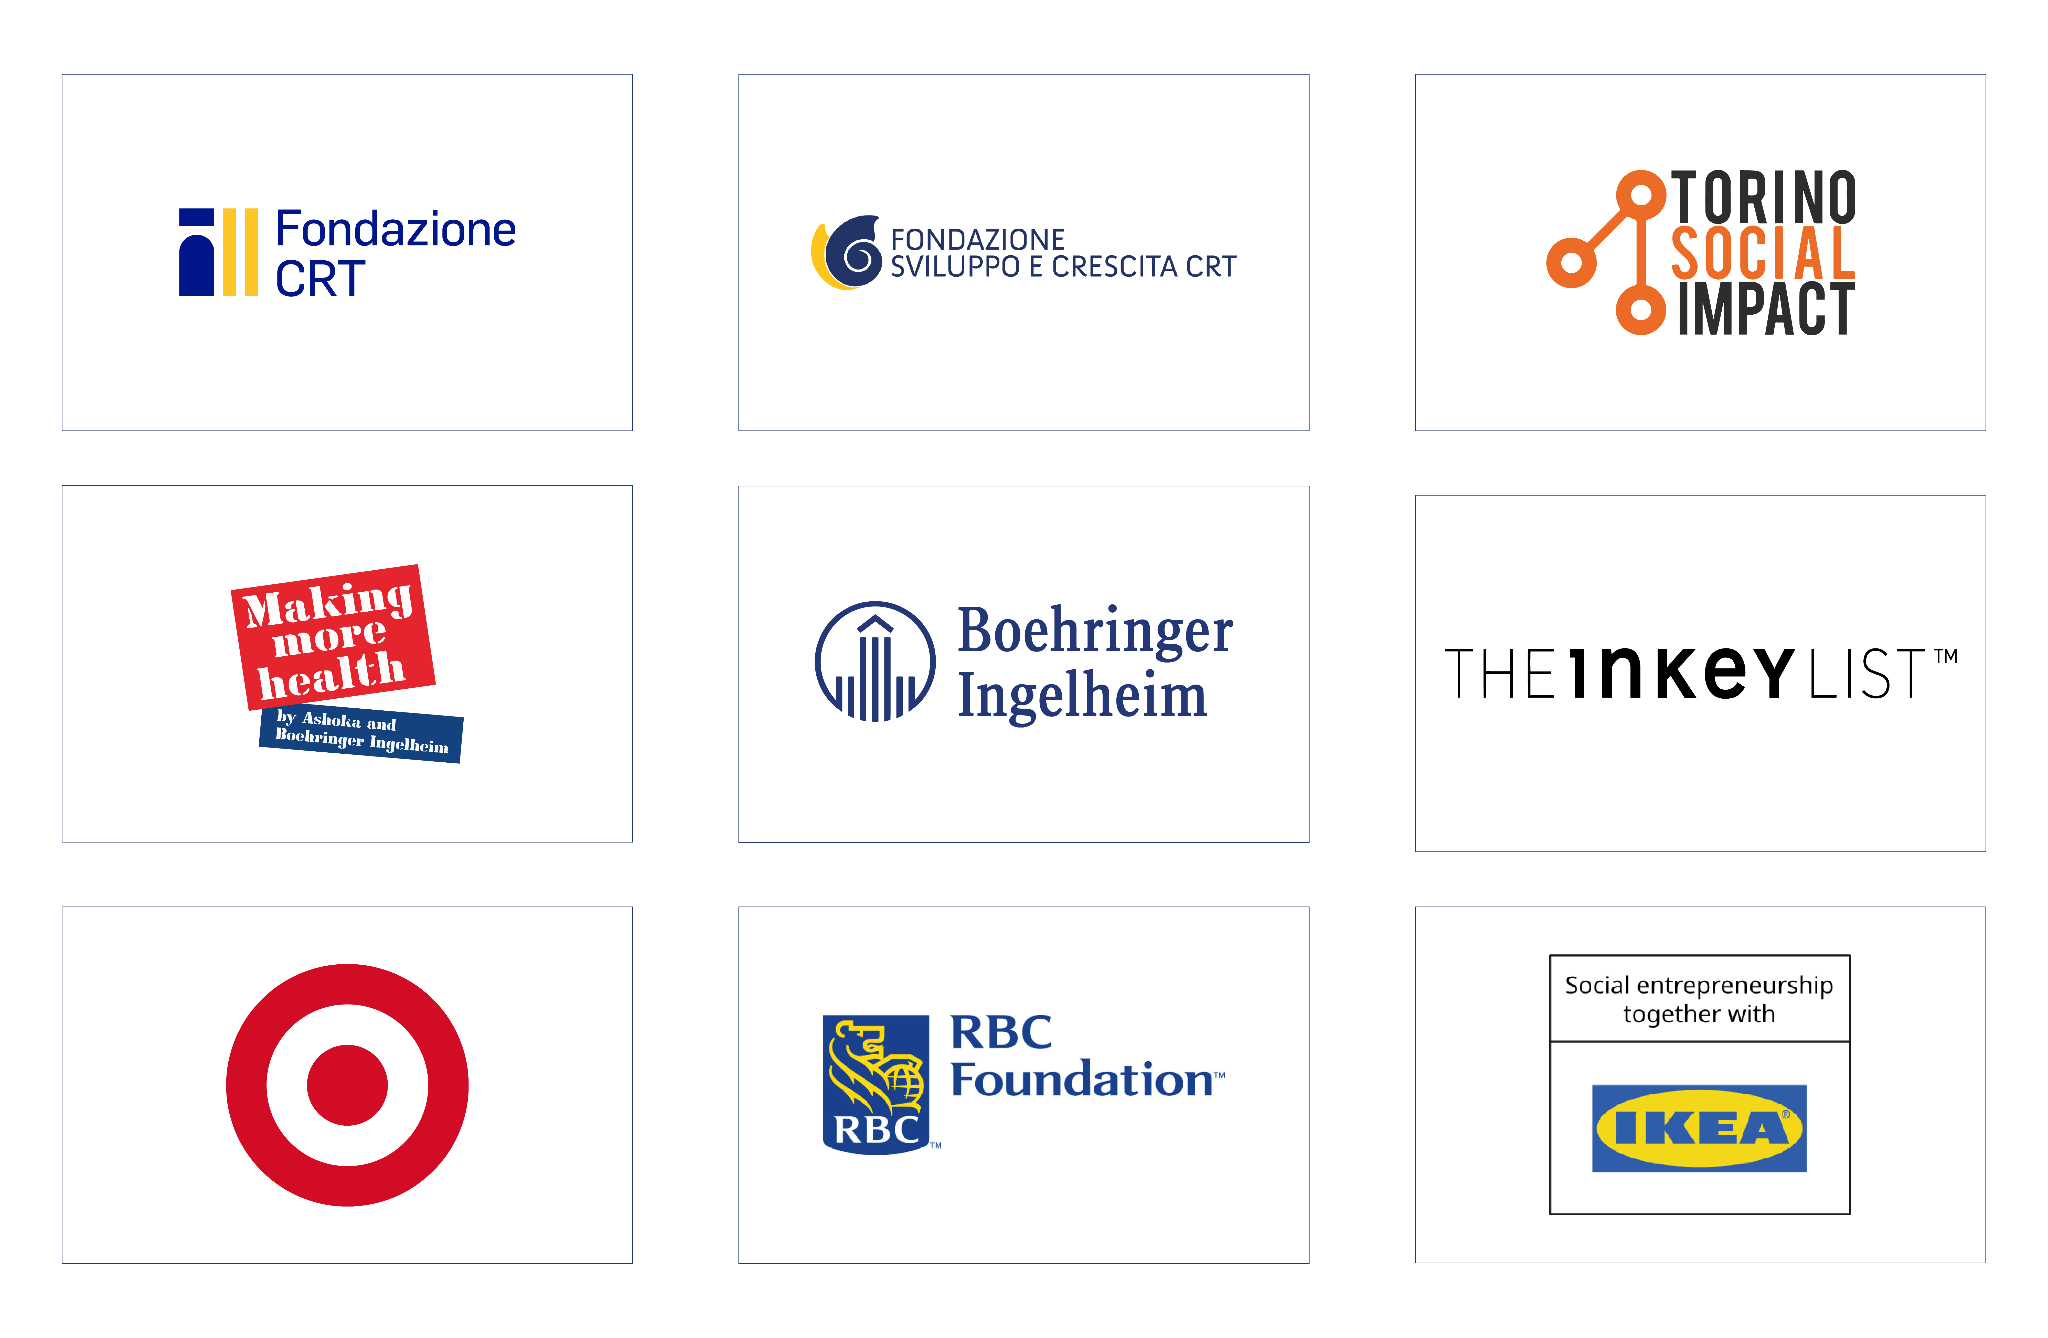 Fondazione
CRT
FONDAZIONE
SVILUPPO E CRESCITA CRT
TORINO
SOCIAL
IMPACT
Making
more
health
by Ashoka and
Boehringer Ingelheim
Boehringer
Ingelheim
THE INKEY LIST™
RBC
Foundation™
RBC™
Social entrepreneurship
together with
IKEA®